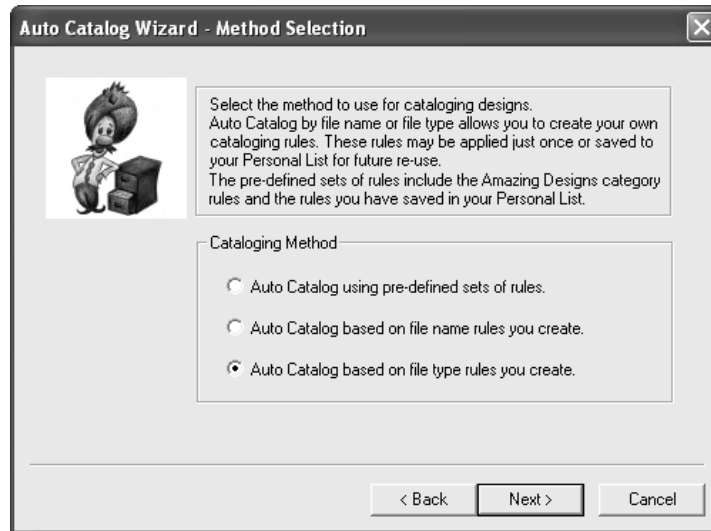 Auto Catalog Wizard - Method Selection
Select the method to use for cataloging designs.
Auto Catalog by file name or file type allows you to create your own
cataloging rules. These rules may be applied just once or saved to
your Personal List for future re-use.
The pre-defined sets of rules include the Amazing Designs category
rules and the rules you have saved in your Personal List.
Cataloging Method
Auto Catalog using pre-defined sets of rules.
Auto Catalog based on file name rules you create.
Auto Catalog based on file type rules you create.
< Back Next > Cancel